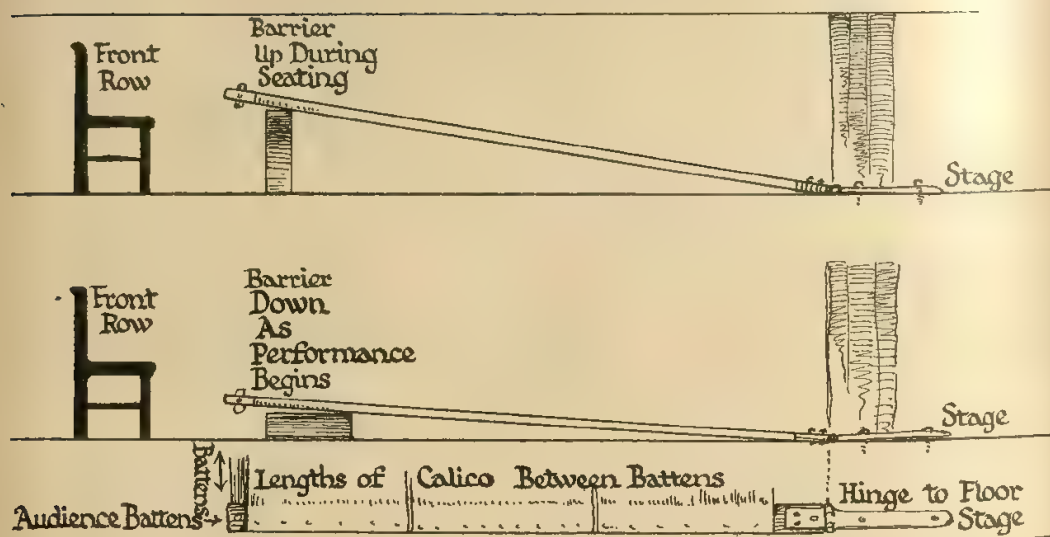 Front
Row
Barrier
Up During
Seating
Stage
Front
Row
Barrier
Down
As
Performance
Begins
Stage
Battens
Lengths of Calico Between Battens
Audience Battens
Hinge to Floor
Stage